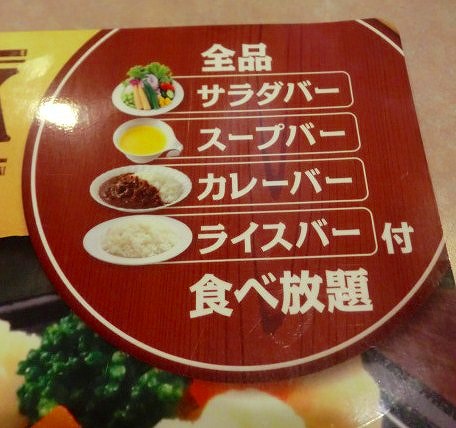 全品
サラダバー
スープバー
カレーバー
ライスバー付
食べ放題